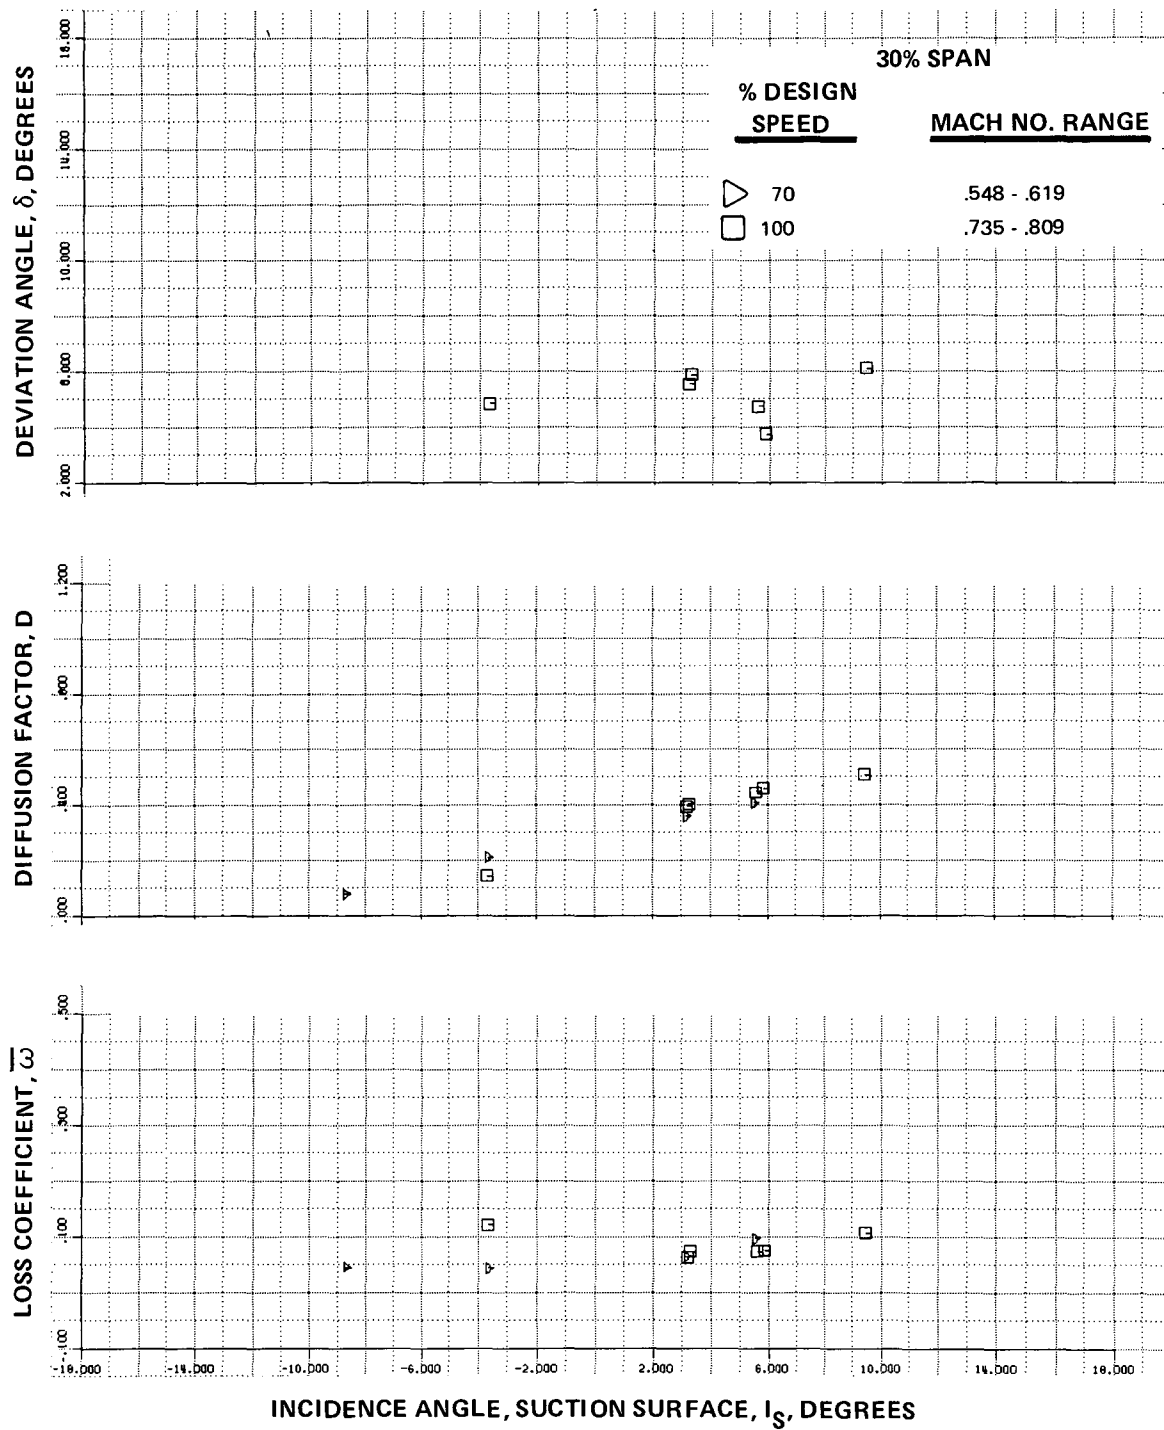 30% SPAN
% DESIGN
SPEED
MACH NO. RANGE
70
.548 - .619
100
.735 - .809
DEVIATION ANGLE, δ, DEGREES
18.000
14.000
10.000
6.000
2.000
DIFFUSION FACTOR, D
1.200
.800
.400
.000
LOSS COEFFICIENT, ω̅
.500
.300
.100
-.100
-18.000 -14.000 -10.000 -6.000 -2.000 2.000 6.000 10.000 14.000 18.000
INCIDENCE ANGLE, SUCTION SURFACE, IS, DEGREES